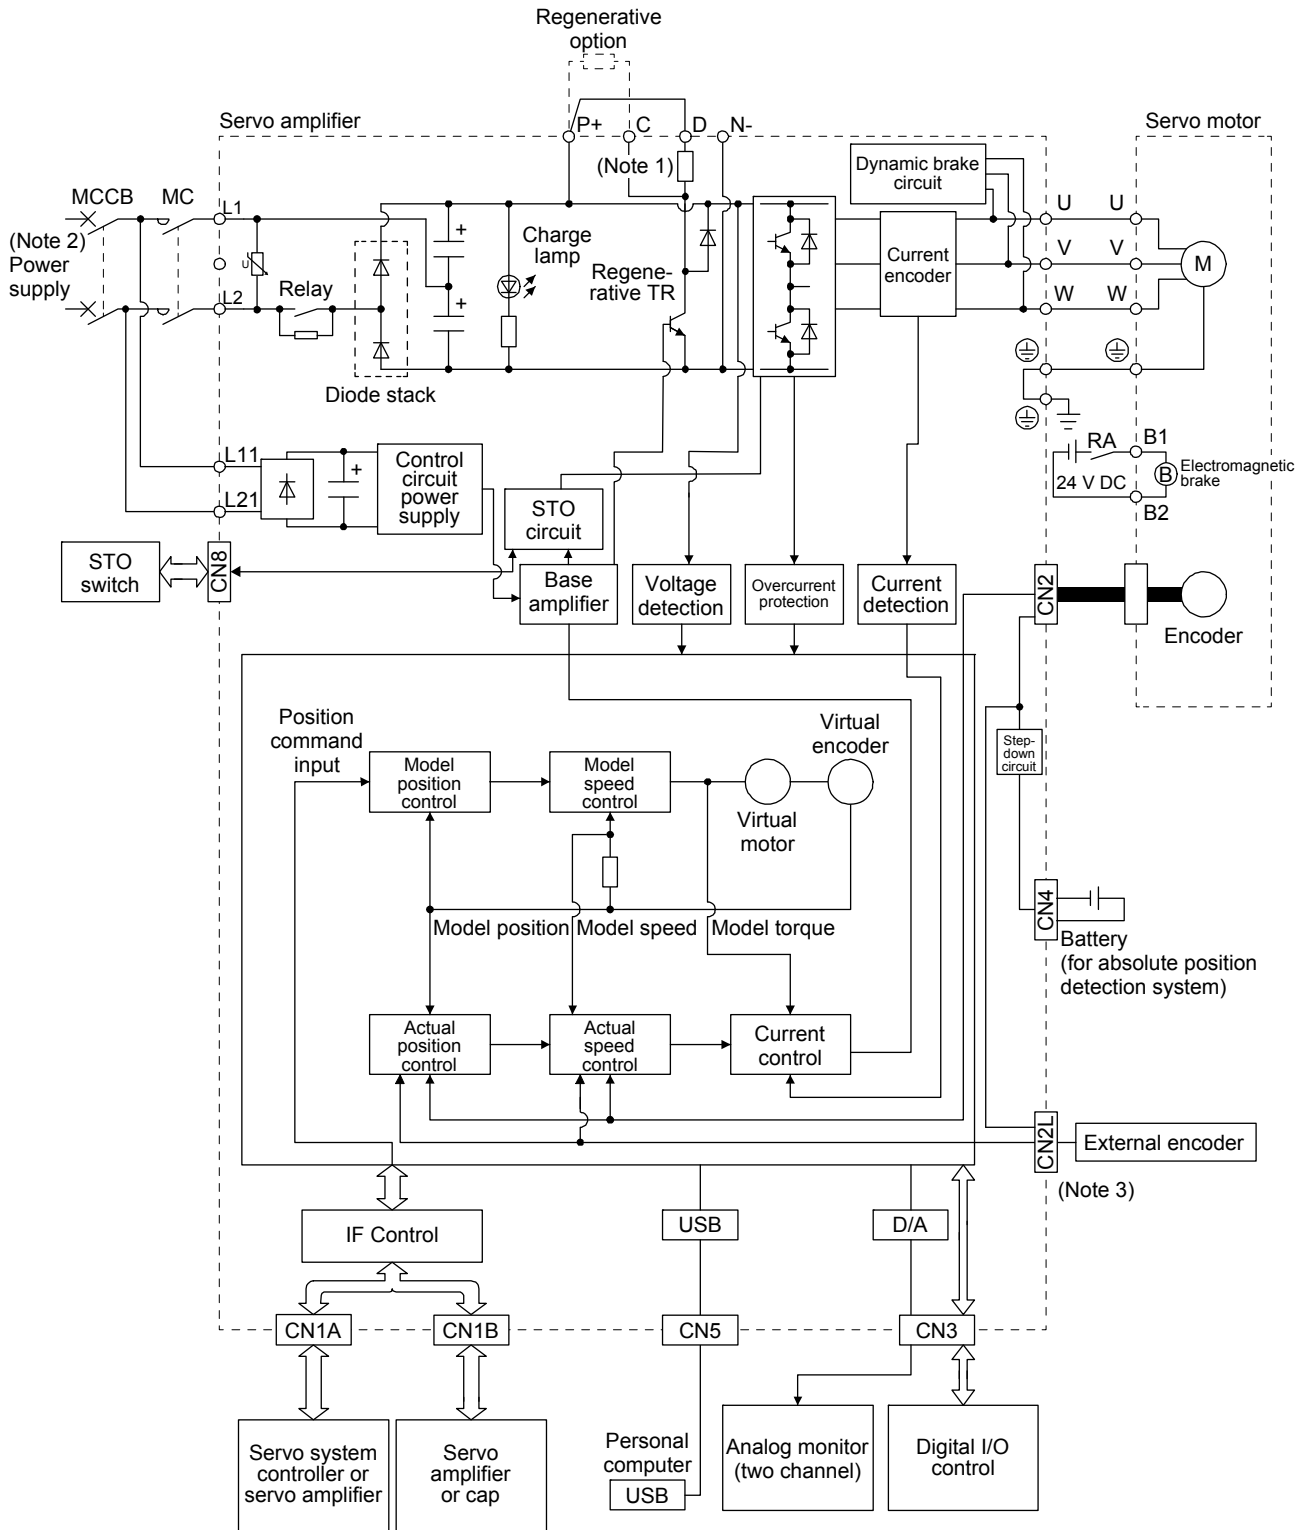 Regenerative
option
Servo amplifier
P+
C
D
N-
Servo motor
(Note 1)
Dynamic brake
circuit
MCCB
MC
L1
U
U
(Note 2)
Power
supply
U
Charge
lamp
Regene-
rative TR
Current
encoder
V
V
M
Relay
L2
W
W
+
+
Diode stack
L11
L21
+
Control
circuit
power
supply
STO
circuit
RA
24 V DC
B1
B
Electromagnetic
brake
B2
STO
switch
CN8
Base
amplifier
Voltage
detection
Overcurrent
protection
Current
detection
CN2
Encoder
Position
command
input
Model
position
control
Model
speed
control
Virtual
encoder
Virtual
motor
Step-
down
circuit
Model position
Model speed
Model torque
CN4
Battery
(for absolute position
detection system)
Actual
position
control
Actual
speed
control
Current
control
CN2L
External encoder
(Note 3)
IF Control
USB
D/A
CN1A
CN1B
CN5
CN3
Servo system
controller or
servo amplifier
Servo
amplifier
or cap
Personal
computer
USB
Analog monitor
(two channel)
Digital I/O
control